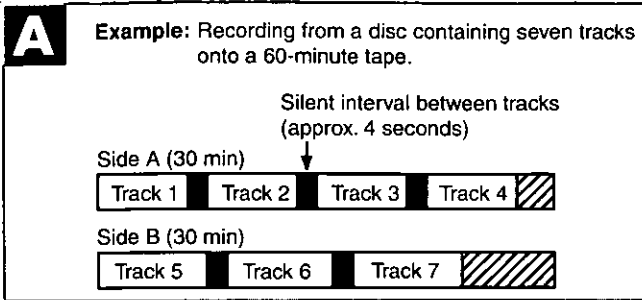 A
Example: Recording from a disc containing seven tracks
onto a 60-minute tape.
Silent interval between tracks
(approx. 4 seconds)
Side A (30 min)
Track 1 Track 2 Track 3 Track 4
Side B (30 min)
Track 5 Track 6 Track 7